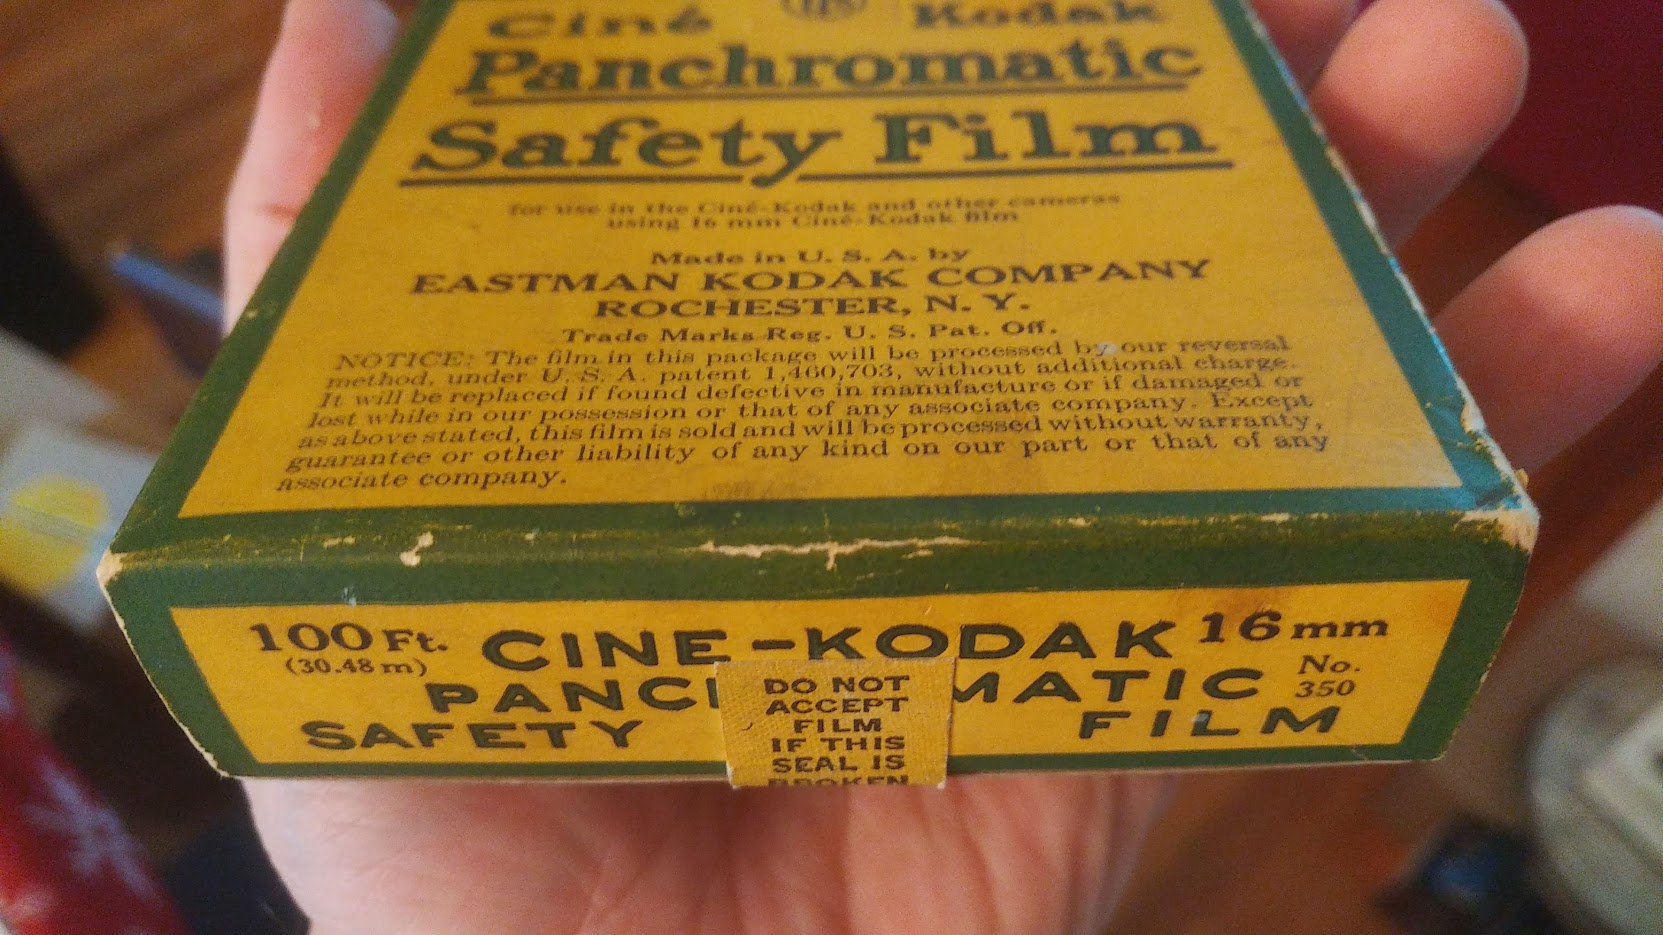 Ciné Kodak
Panchromatic
Safety Film
for use in the Ciné-Kodak and other cameras
using 16 mm Ciné-Kodak film
Made in U. S. A. by
EASTMAN KODAK COMPANY
ROCHESTER, N. Y.
Trade Marks Reg. U. S. Pat. Off.
NOTICE: The film in this package will be processed by our reversal
method, under U. S. A. patent 1,460,703, without additional charge.
It will be replaced if found defective in manufacture or if damaged or
lost while in our possession or that of any associate company. Except
as above stated, this film is sold and will be processed without warranty,
guarantee or other liability of any kind on our part or that of any
associate company.
100 Ft. CINE-KODAK 16mm
(30.48 m) No.
PANC MATIC 350
SAFETY FILM
DO NOT
ACCEPT
FILM
IF THIS
SEAL IS
BROKEN